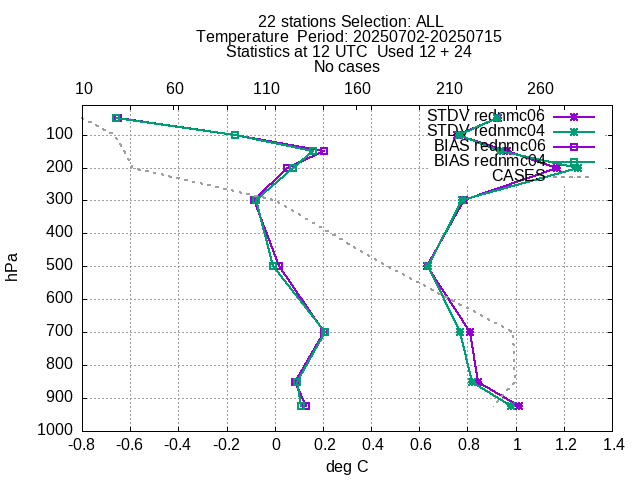 22 stations Selection: ALL
Temperature  Period: 20250702-20250715
Statistics at 12 UTC  Used 12 + 24
No cases
10 60 110 160 210 260
STDV rednmc06
STDV rednmc04
BIAS rednmc06
BIAS rednmc04
CASES
100
200
300
400
500
600
700
800
900
1000
hPa
-0.8 -0.6 -0.4 -0.2 0 0.2 0.4 0.6 0.8 1 1.2 1.4
deg C